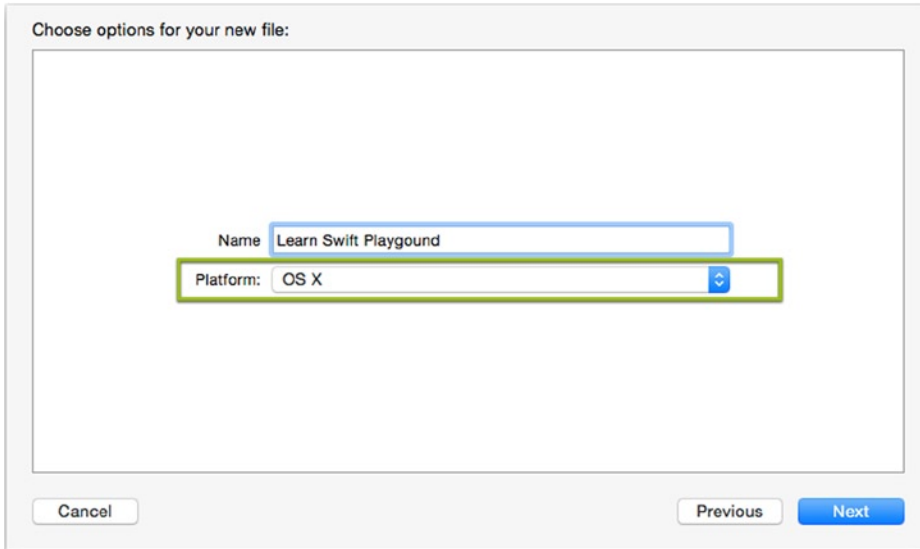 Choose options for your new file:
Name Learn Swift Playgound
Platform: OS X
Cancel Previous Next